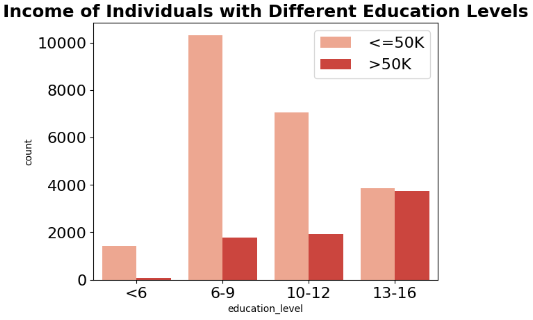 Income of Individuals with Different Education Levels
10000
8000
6000
4000
2000
0
count
<=50K
>50K
<6
6-9
10-12
13-16
education_level